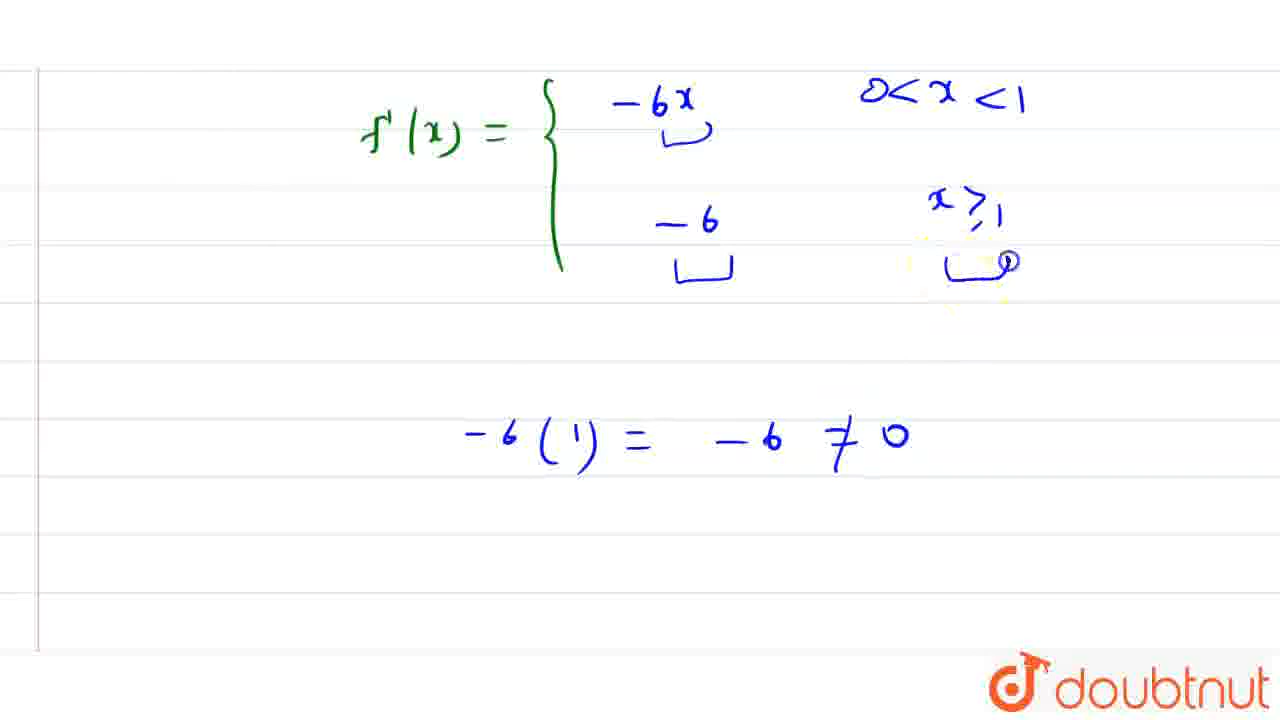 f'(x) = { -6x 0 < x < 1
-6 x ≥ 1
-6 (1) = -6 ≠ 0
doubtnut